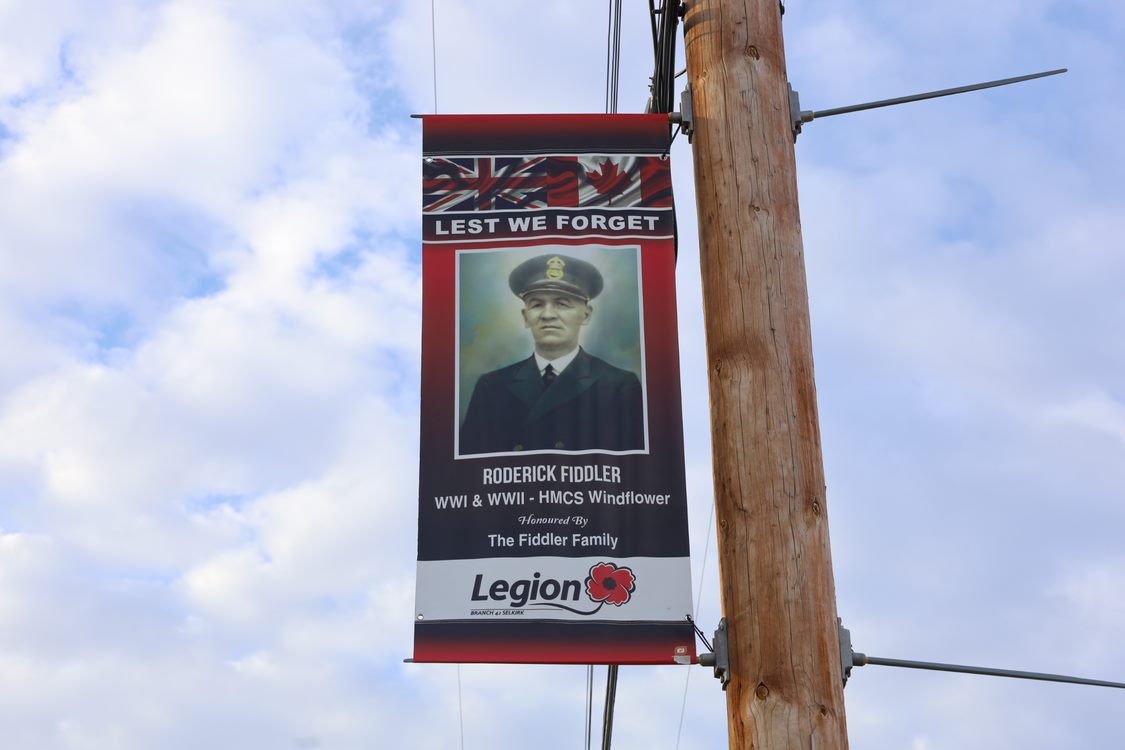 LEST WE FORGET
RODERICK FIDDLER
WWI & WWII - HMCS Windflower
Honoured By
The Fiddler Family
Legion
BRANCH 42 SELKIRK